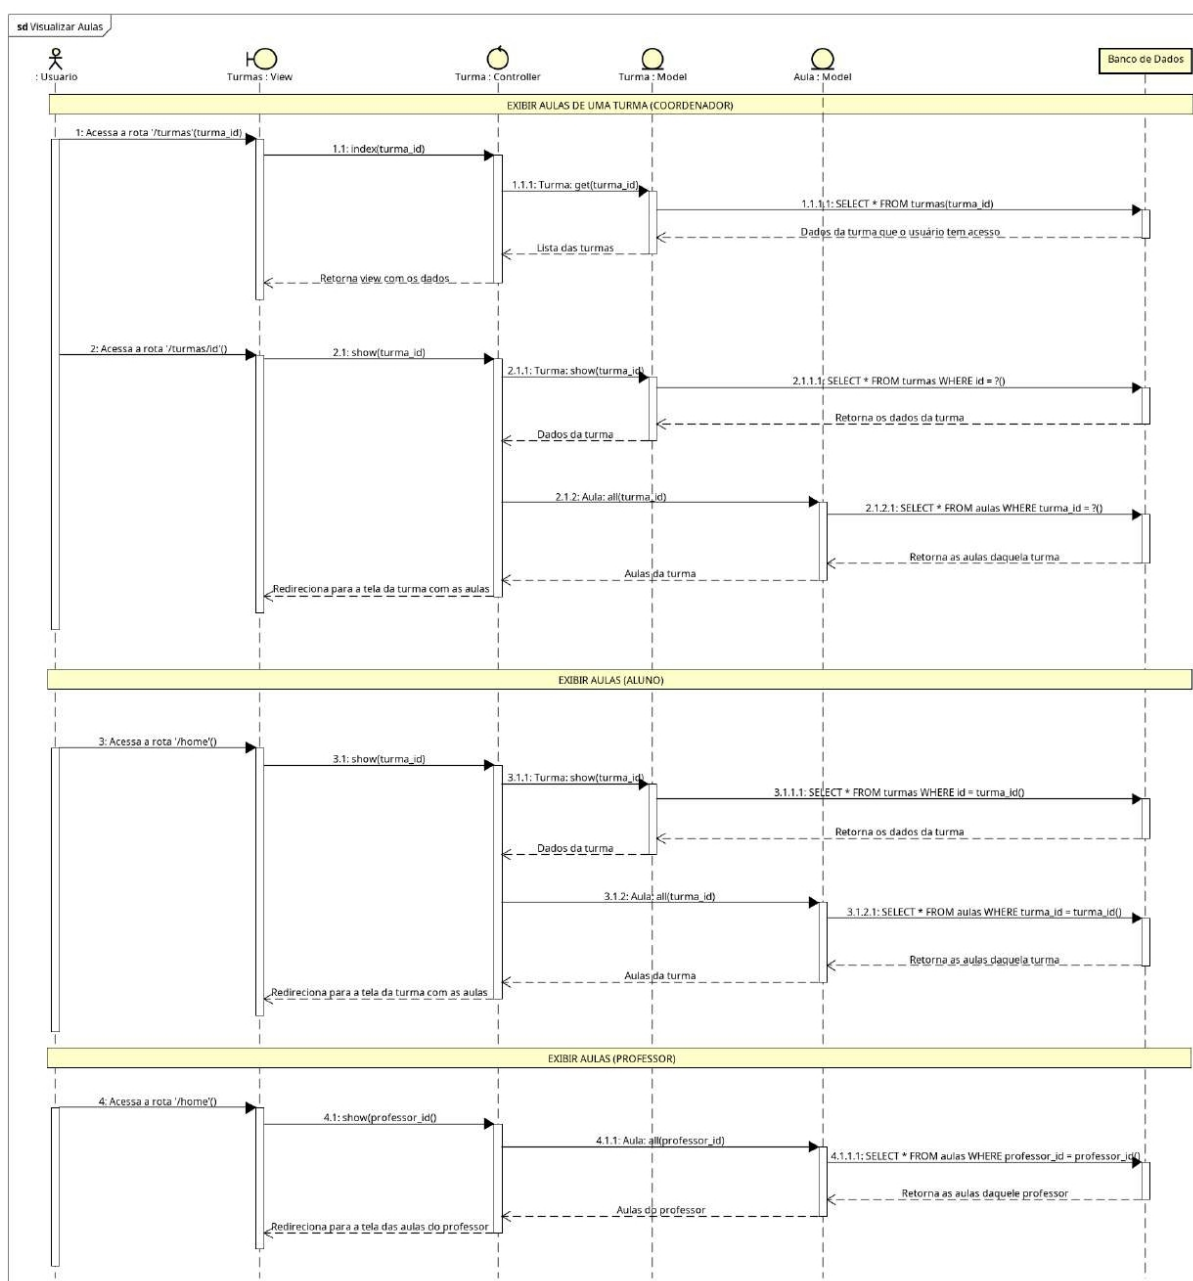 sd Visualizar Aulas
: Usuario
Turmas : View
Turma : Controller
Turma : Model
Aula : Model
Banco de Dados
EXIBIR AULAS DE UMA TURMA (COORDENADOR)
1: Acessa a rota '/turmas'(turma_id)
1.1: index(turma_id)
1.1.1: Turma: get(turma_id)
1.1.1.1: SELECT * FROM turmas(turma_id)
Dados da turma que o usuário tem acesso
Lista das turmas
Retorna view com os dados
2: Acessa a rota '/turmas/id'()
2.1: show(turma_id)
2.1.1: Turma: show(turma_id)
2.1.1.1: SELECT * FROM turmas WHERE id = ?()
Retorna os dados da turma
Dados da turma
2.1.2: Aula: all(turma_id)
2.1.2.1: SELECT * FROM aulas WHERE turma_id = ?()
Retorna as aulas daquela turma
Aulas da turma
Redireciona para a tela da turma com as aulas
EXIBIR AULAS (ALUNO)
3: Acessa a rota '/home'()
3.1: show(turma_id)
3.1.1: Turma: show(turma_id)
3.1.1.1: SELECT * FROM turmas WHERE id = turma_id()
Retorna os dados da turma
Dados da turma
3.1.2: Aula: all(turma_id)
3.1.2.1: SELECT * FROM aulas WHERE turma_id = turma_id()
Retorna as aulas daquela turma
Aulas da turma
Redireciona para a tela da turma com as aulas
EXIBIR AULAS (PROFESSOR)
4: Acessa a rota '/home'()
4.1: show(professor_id()
4.1.1: Aula: all(professor_id)
4.1.1.1: SELECT * FROM aulas WHERE professor_id = professor_id()
Retorna as aulas daquele professor
Aulas do professor
Redireciona para a tela das aulas do professor